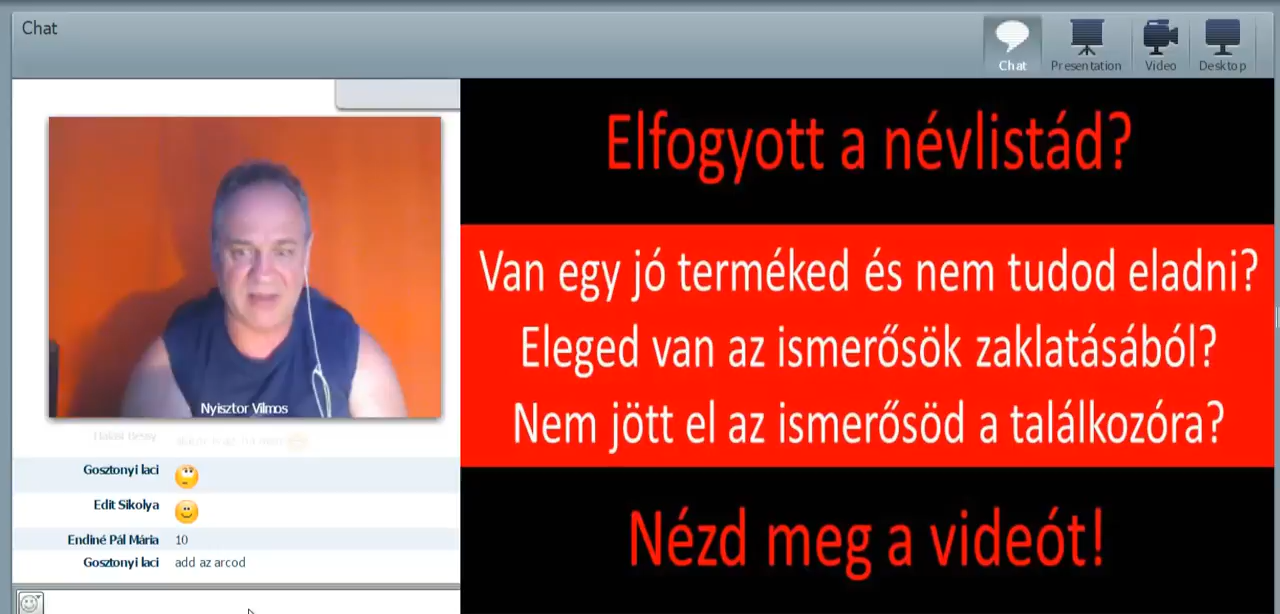 Chat
Chat
Presentation
Video
Desktop
Nyisztor Vilmos
Gosztonyi laci
Edit Sikolya
Endiné Pál Mária 10
Gosztonyi laci add az arcod
Elfogyott a névlistád?
Van egy jó terméked és nem tudod eladni?
Eleged van az ismerősök zaklatásából?
Nem jött el az ismerősöd a találkozóra?
Nézd meg a videót!